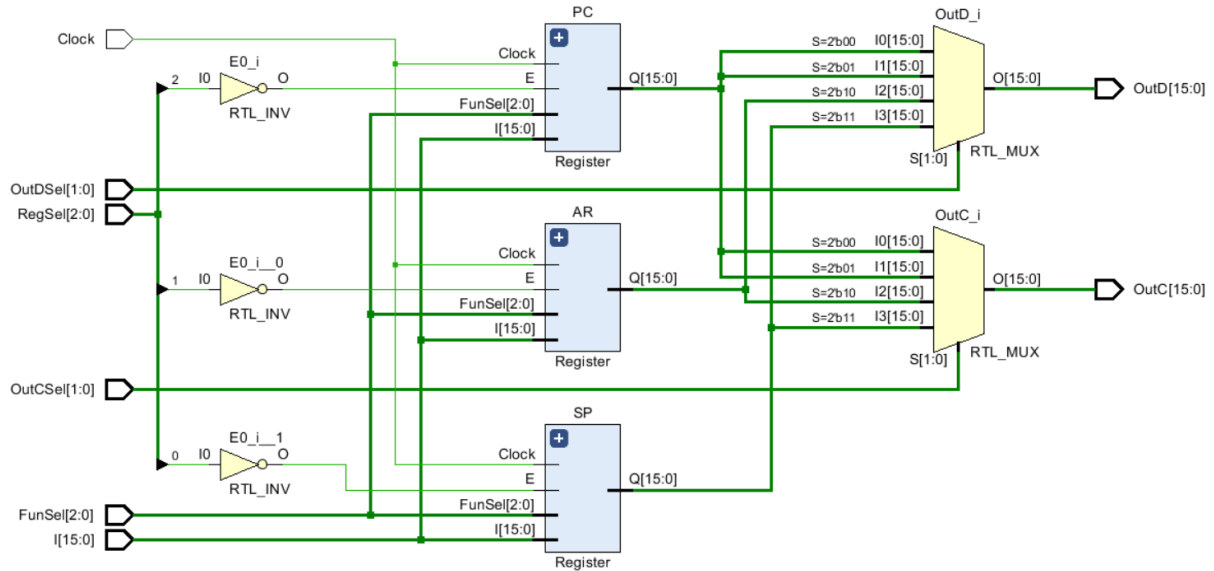 PC
OutD_i
Clock
E0_i
Clock
S=2'b00
I0[15:0]
2
I0
O
E
Q[15:0]
S=2'b01
I1[15:0]
O[15:0]
OutD[15:0]
RTL_INV
FunSel[2:0]
S=2'b10
I2[15:0]
I[15:0]
S=2'b11
I3[15:0]
Register
S[1:0]
RTL_MUX
OutDSel[1:0]
RegSel[2:0]
AR
OutC_i
E0_i__0
Clock
S=2'b00
I0[15:0]
1
I0
O
E
Q[15:0]
S=2'b01
I1[15:0]
O[15:0]
OutC[15:0]
RTL_INV
FunSel[2:0]
S=2'b10
I2[15:0]
I[15:0]
S=2'b11
I3[15:0]
Register
S[1:0]
RTL_MUX
OutCSel[1:0]
SP
E0_i__1
0
I0
O
Clock
RTL_INV
E
Q[15:0]
FunSel[2:0]
FunSel[2:0]
I[15:0]
I[15:0]
Register